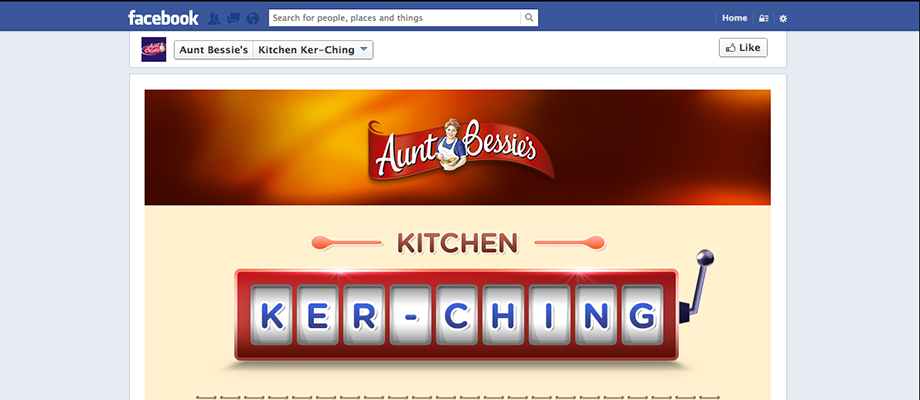 facebook Search for people, places and things Home
Aunt Bessie's Kitchen Ker-Ching Like
Aunt Bessie's
KITCHEN
KER-CHING